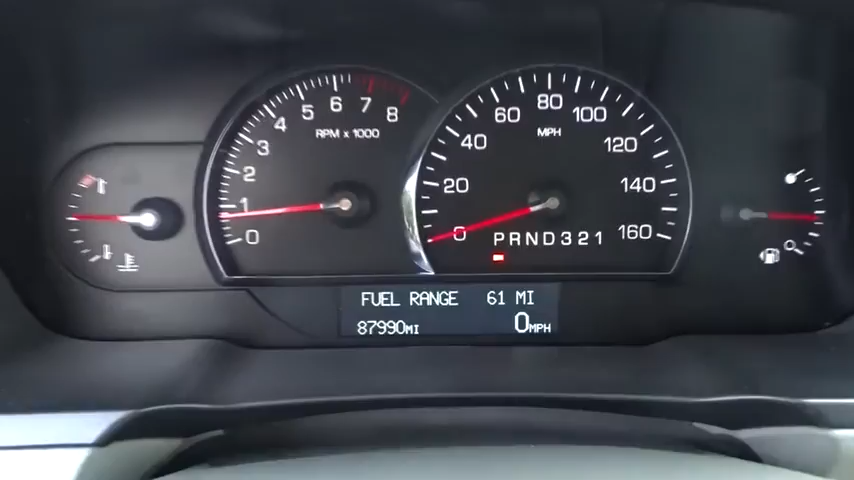 0 1 2 3 4 5 6 7 8
RPM x 1000
0 20 40 60 80 100 120 140 160
MPH
PRND321
FUEL RANGE 61 MI
87990MI 0MPH